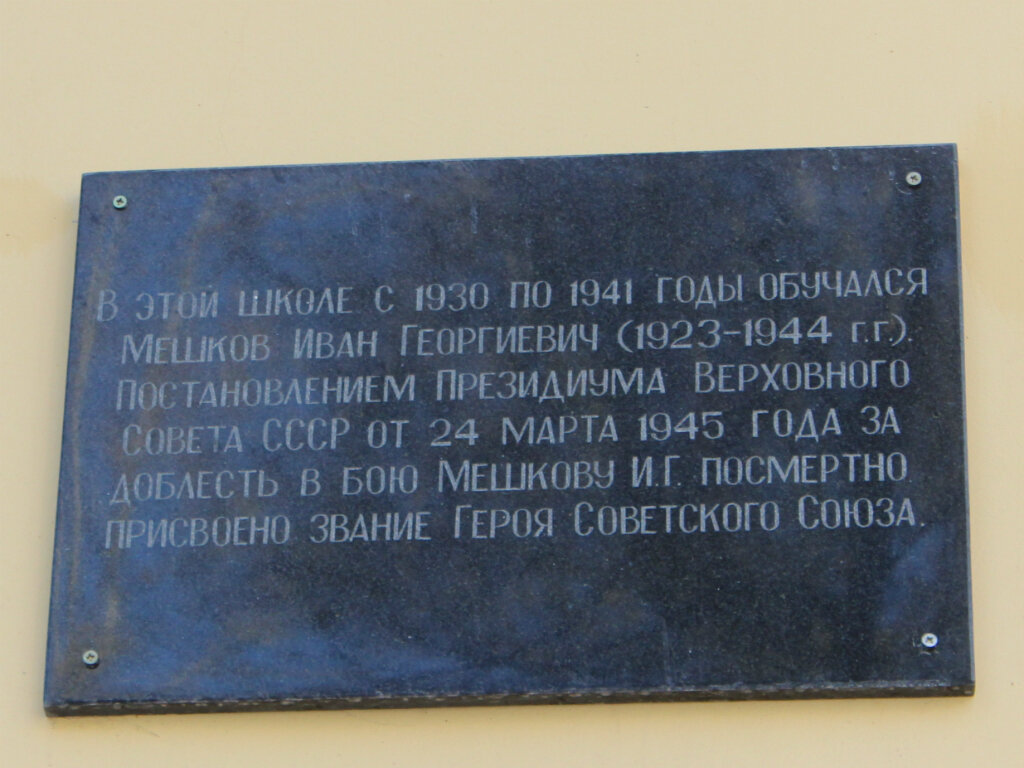 В ЭТОЙ ШКОЛЕ С 1930 ПО 1941 ГОДЫ ОБУЧАЛСЯ
МЕШКОВ ИВАН ГЕОРГИЕВИЧ (1923-1944 Г.Г.).
ПОСТАНОВЛЕНИЕМ ПРЕЗИДИУМА ВЕРХОВНОГО
СОВЕТА СССР ОТ 24 МАРТА 1945 ГОДА ЗА
ДОБЛЕСТЬ В БОЮ МЕШКОВУ И.Г. ПОСМЕРТНО
ПРИСВОЕНО ЗВАНИЕ ГЕРОЯ СОВЕТСКОГО СОЮЗА.